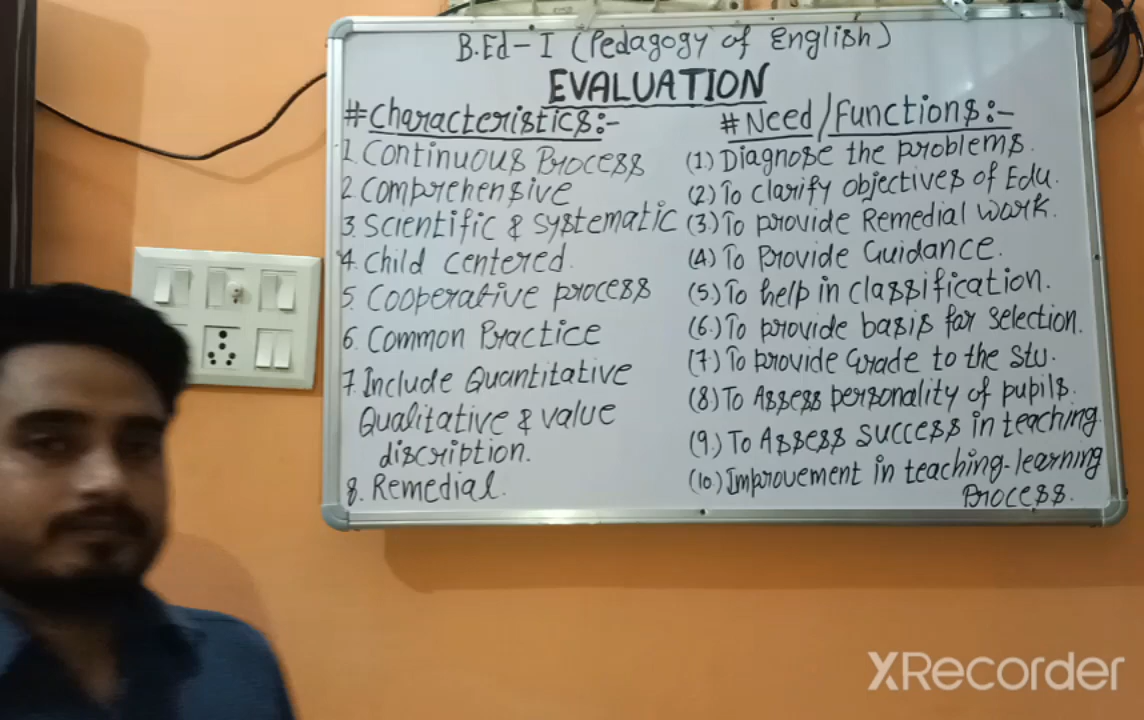 B.Ed-I (Pedagogy of English)
EVALUATION
#Characteristics:-
1. Continuous Process
2. Comprehensive
3. Scientific & systematic
4. Child centered.
5. Cooperative process
6. Common Practice
7. Include Quantitative
Qualitative & value
discription.
8. Remedial.
#Need/Functions:-
(1) Diagnose the problems.
(2) To clarify objectives of Edu.
(3) To provide Remedial work.
(4) To Provide Guidance.
(5) To help in classification.
(6) To provide basis for selection.
(7) To provide Grade to the stu.
(8) To Assess personality of pupils.
(9.) To Assess success in teaching
(10) Improvement in teaching-learning
Process.
XRecorder